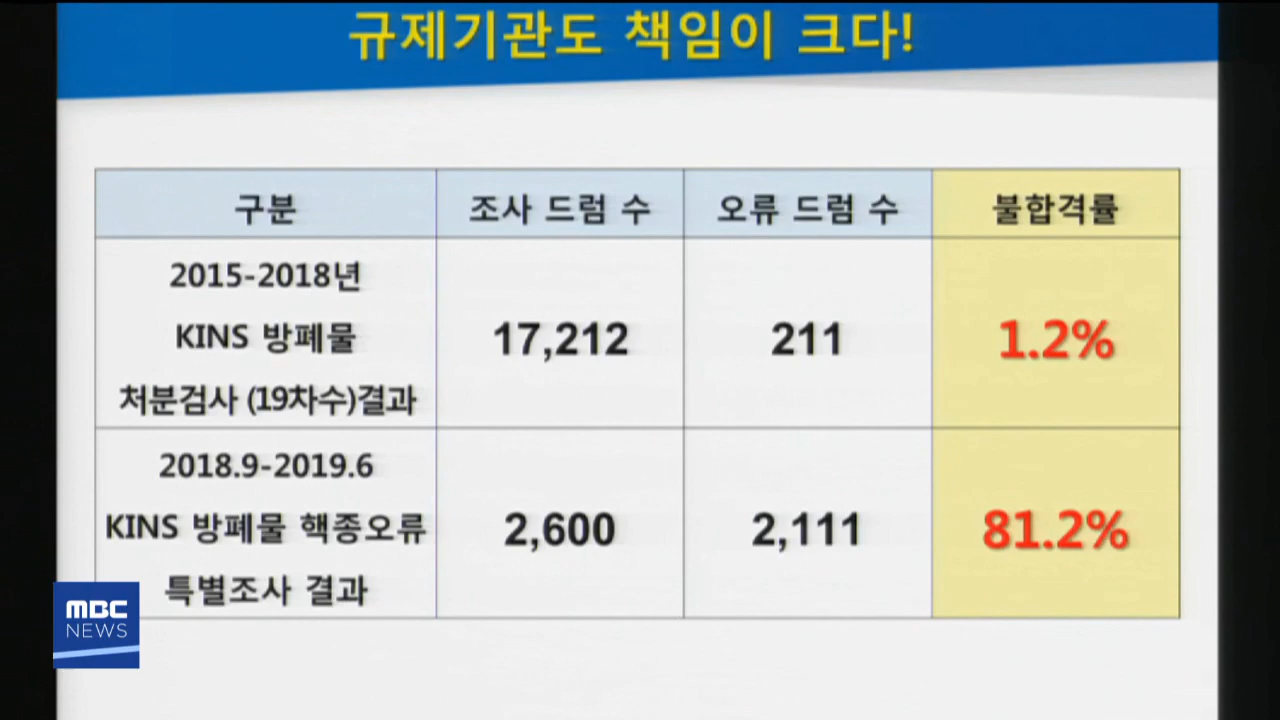 규제기관도 책임이 크다!
구분 조사 드럼 수 오류 드럼 수 불합격률
2015-2018년
KINS 방폐물
처분검사 (19차수)결과
17,212 211 1.2%
2018.9-2019.6
KINS 방폐물 핵종오류
특별조사 결과
2,600 2,111 81.2%
MBC
NEWS